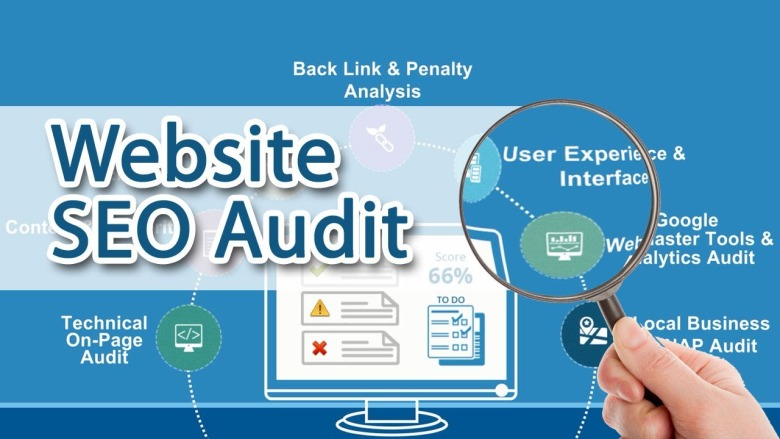 Back Link & Penalty
Analysis
Website
SEO Audit
User Experience &
Interface
Google
Tools &
Analytics Audit
Score
66%
TO DO
Technical
On-Page
Audit
Local Business
Audit